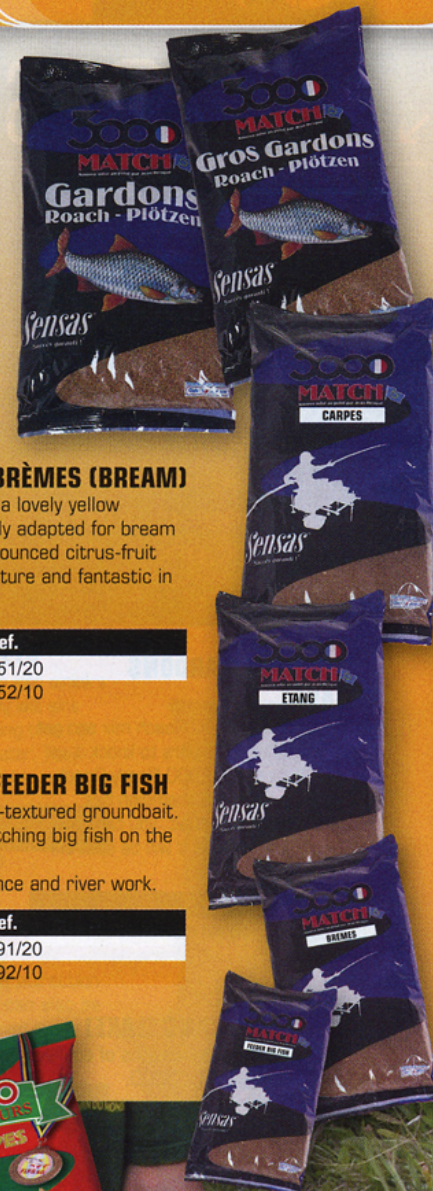 3000
MATCH
Gardons
Roach - Plötzen
Sensas
3000
MATCH
Gros Gardons
Roach - Plötzen
Sensas
3000
MATCH
CARPES
Sensas
BRÈMES (BREAM)
a lovely yellow
ly adapted for bream
ounced citrus-fruit
ture and fantastic in
ef.
51/20
52/10
3000
MATCH
ETANG
Sensas
FEEDER BIG FISH
-textured groundbait.
tching big fish on the
nce and river work.
ef.
91/20
92/10
3000
MATCH
BREMES
3000
MATCH
FEEDER BIG FISH
Sensas